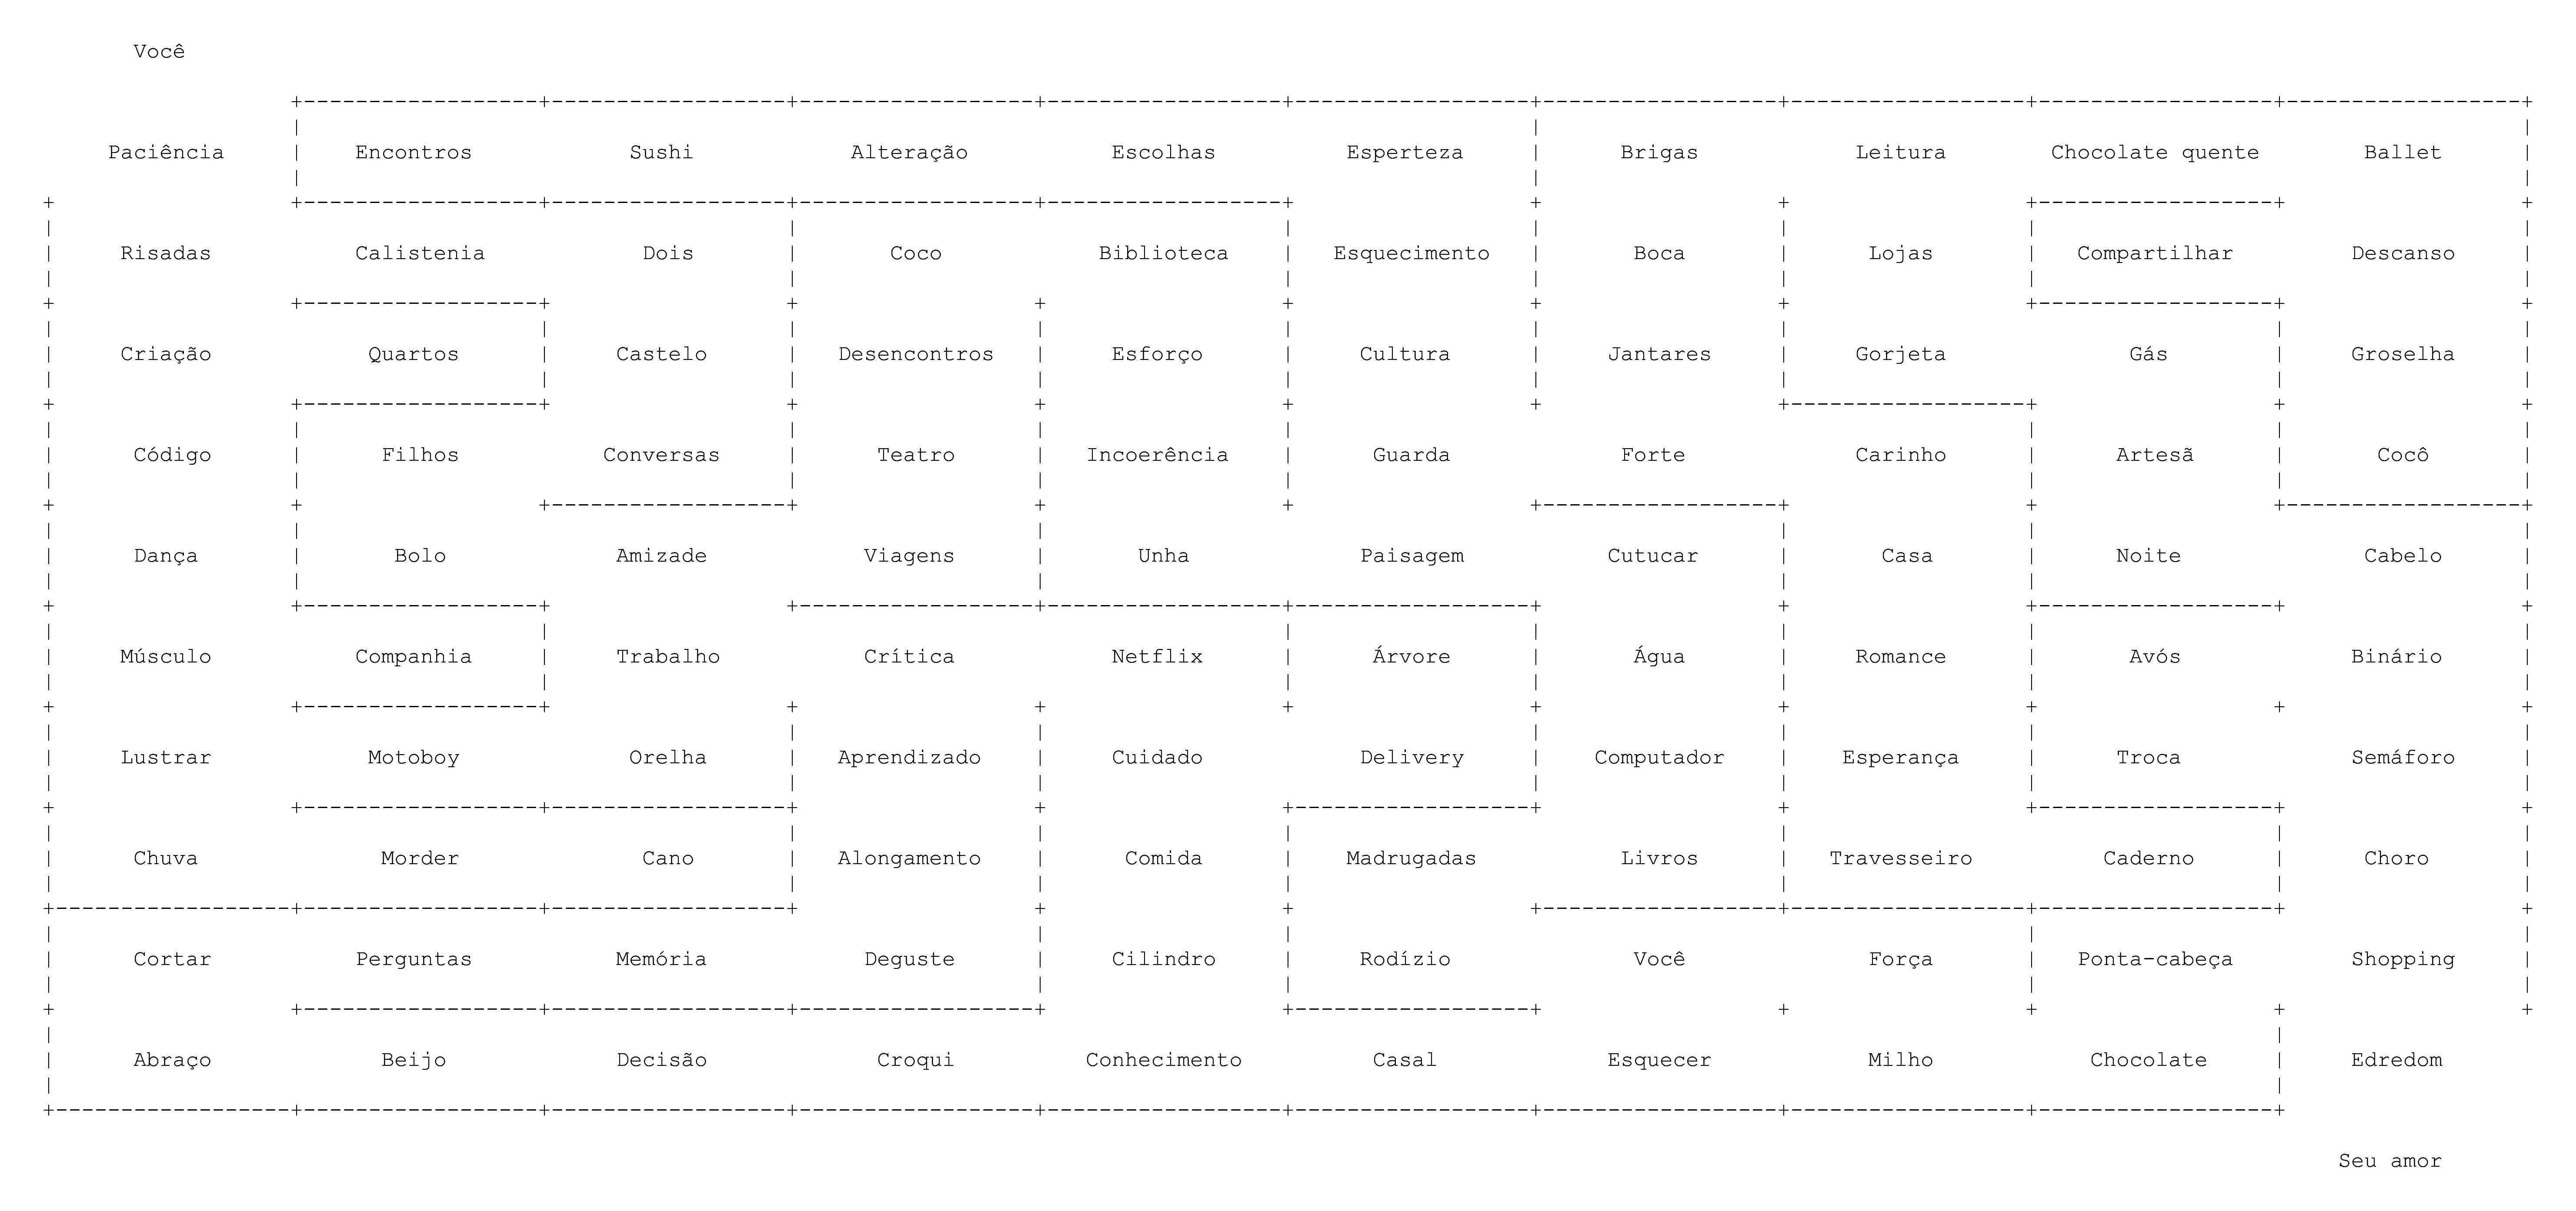 Você
Paciência Encontros Sushi Alteração Escolhas Esperteza Brigas Leitura Chocolate quente Ballet
Risadas Calistenia Dois Coco Biblioteca Esquecimento Boca Lojas Compartilhar Descanso
Criação Quartos Castelo Desencontros Esforço Cultura Jantares Gorjeta Gás Groselha
Código Filhos Conversas Teatro Incoerência Guarda Forte Carinho Artesã Cocô
Dança Bolo Amizade Viagens Unha Paisagem Cutucar Casa Noite Cabelo
Músculo Companhia Trabalho Crítica Netflix Árvore Água Romance Avós Binário
Lustrar Motoboy Orelha Aprendizado Cuidado Delivery Computador Esperança Troca Semáforo
Chuva Morder Cano Alongamento Comida Madrugadas Livros Travesseiro Caderno Choro
Cortar Perguntas Memória Deguste Cilindro Rodízio Você Força Ponta-cabeça Shopping
Abraço Beijo Decisão Croqui Conhecimento Casal Esquecer Milho Chocolate Edredom
Seu amor